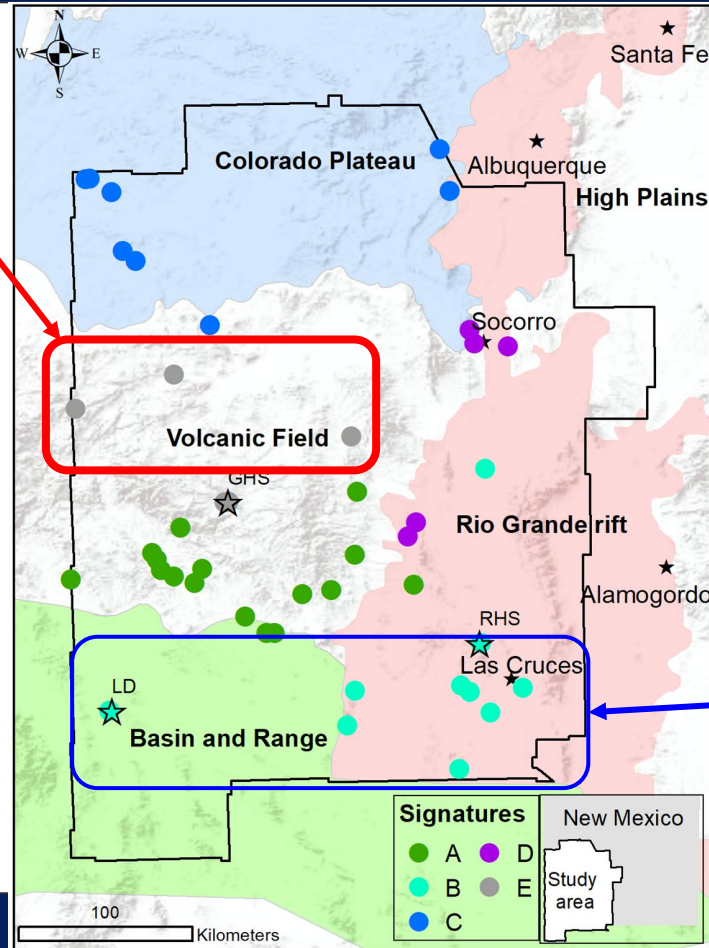 N
W E
S
Santa Fe
Colorado Plateau
Albuquerque
High Plains
Socorro
Volcanic Field
GHS
Rio Grande rift
Alamogordo
RHS
Las Cruces
LD
Basin and Range
Signatures
A D
B E
C
New Mexico
Study
area
100
Kilometers